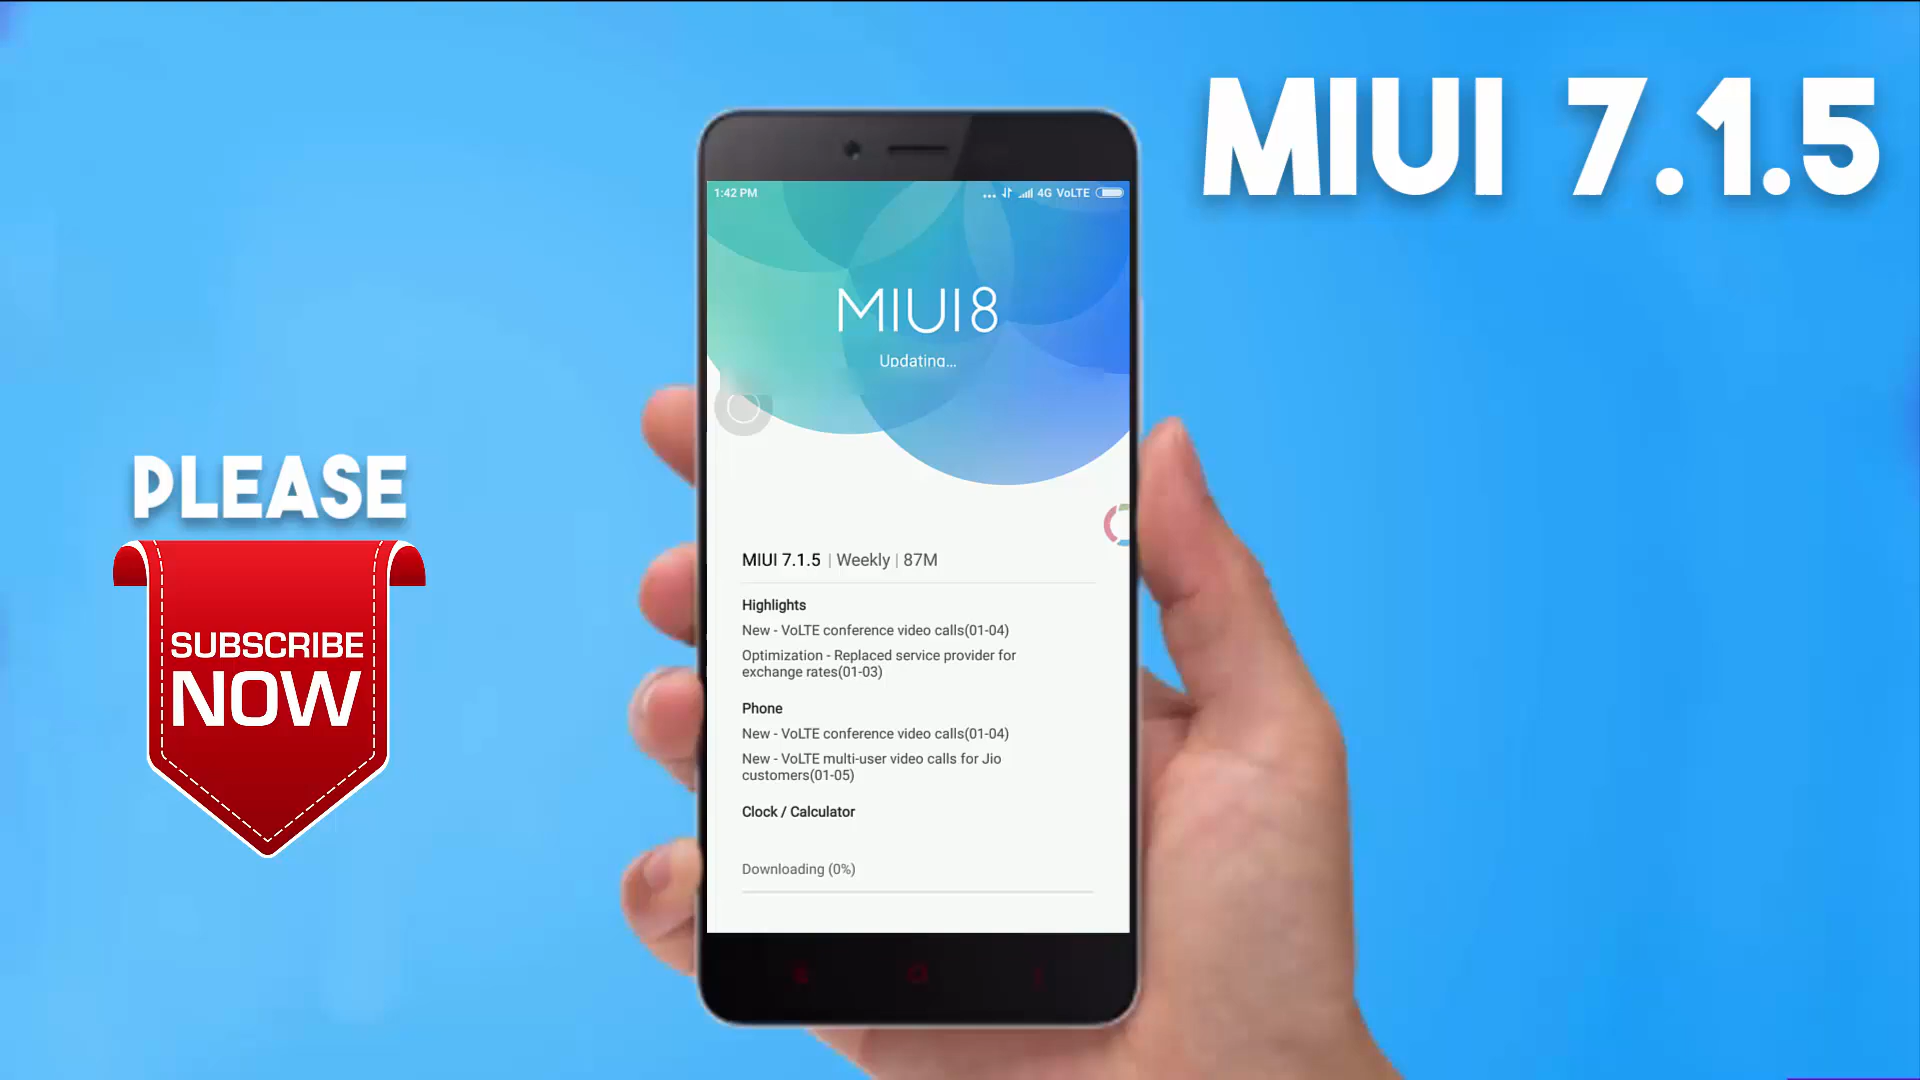 MIUI 7.1.5
1:42 PM
... 4G VoLTE
MIUI 8
Updating...
MIUI 7.1.5 | Weekly | 87M
Highlights
New - VoLTE conference video calls(01-04)
Optimization - Replaced service provider for
exchange rates(01-03)
Phone
New - VoLTE conference video calls(01-04)
New - VoLTE multi-user video calls for Jio
customers(01-05)
Clock / Calculator
Downloading (0%)
PLEASE
SUBSCRIBE
NOW